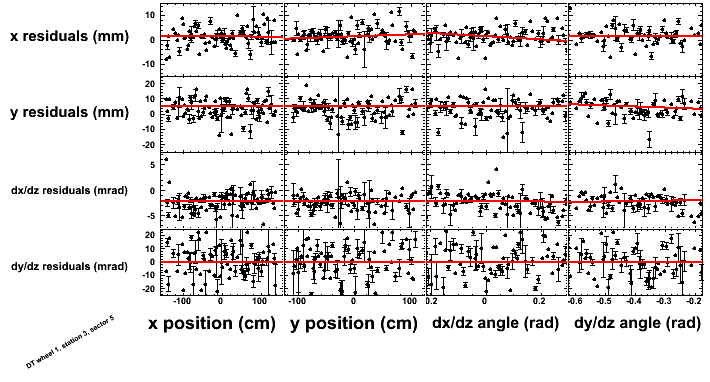 x residuals (mm)
10
5
0
-5
-10
y residuals (mm)
20
10
0
-10
-20
dx/dz residuals (mrad)
5
0
-5
dy/dz residuals (mrad)
20
10
0
-10
-20
-100 0 100 -100 0 100 0.2 0 0.2 -0.6 -0.5 -0.4 -0.3 -0.2
x position (cm) y position (cm) dx/dz angle (rad) dy/dz angle (rad)
DT wheel 1, station 3, sector 5